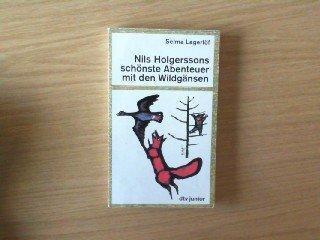 Selma Lagerlöf
Nils Holgerssons
schönste Abenteuer
mit den Wildgänsen
dtv junior